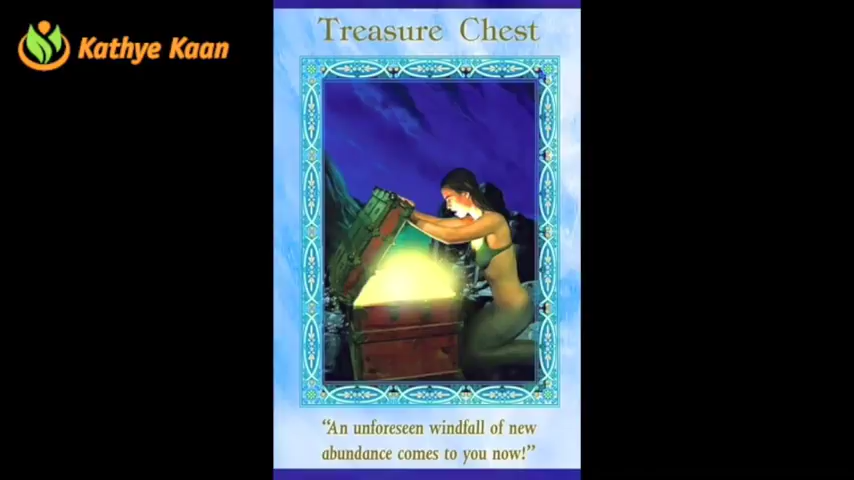 Kathye Kaan
Treasure Chest
“An unforeseen windfall of new
abundance comes to you now!”